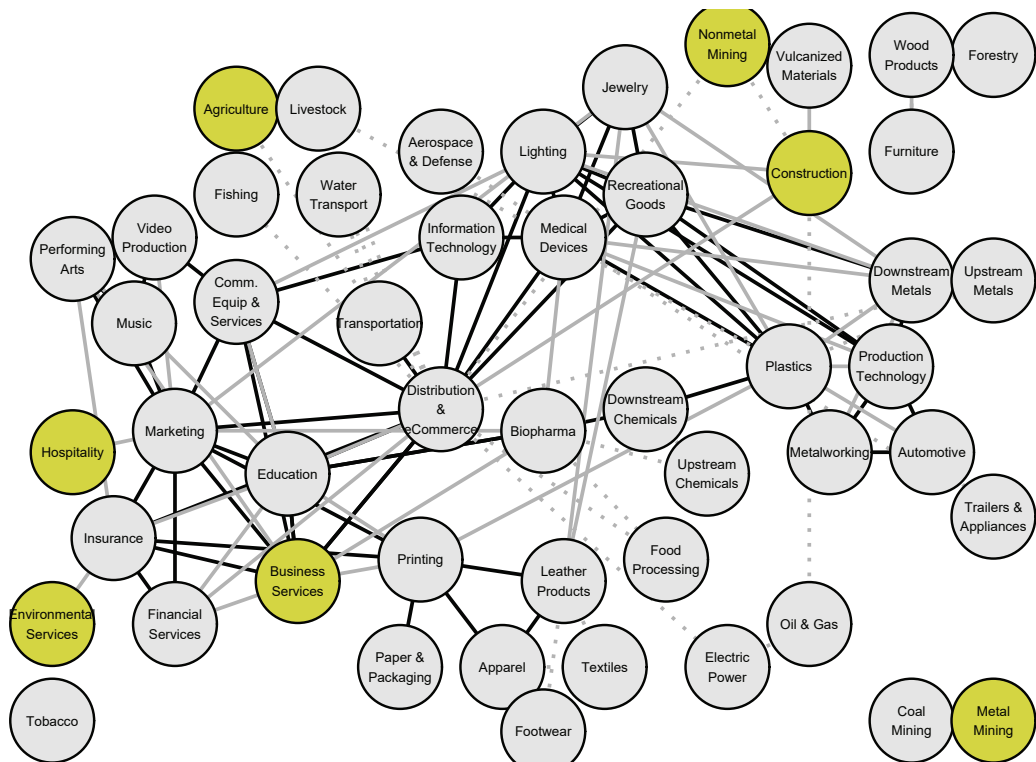 Nonmetal
Mining
Vulcanized
Materials
Wood
Products
Forestry
Jewelry
Agriculture
Livestock
Aerospace
& Defense
Lighting
Furniture
Construction
Fishing
Water
Transport
Recreational
Goods
Information
Technology
Medical
Devices
Video
Production
Performing
Arts
Comm.
Equip &
Services
Downstream
Metals
Upstream
Metals
Music
Transportation
Plastics
Production
Technology
Distribution
&
eCommerce
Downstream
Chemicals
Marketing
Biopharma
Hospitality
Education
Upstream
Chemicals
Metalworking
Automotive
Trailers &
Appliances
Insurance
Printing
Food
Processing
Business
Services
Leather
Products
Environmental
Services
Financial
Services
Oil & Gas
Paper &
Packaging
Apparel
Textiles
Electric
Power
Tobacco
Footwear
Coal
Mining
Metal
Mining